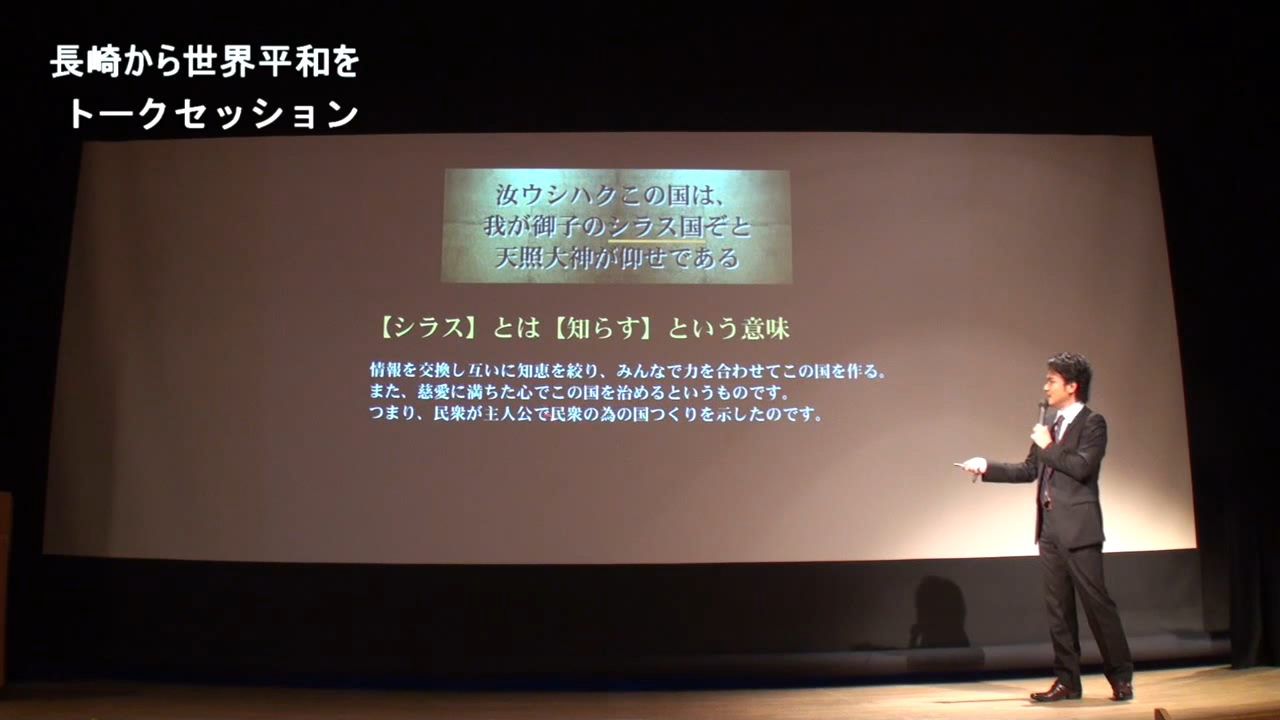 長崎から世界平和を
トークセッション
汝ウシハクこの国は、
我が御子のシラス国ぞと
天照大神が仰せである
【シラス】とは【知らす】という意味
情報を交換し互いに知恵を絞り、みんなで力を合わせてこの国を作る。
また、慈愛に満ちた心でこの国を治めるというものです。
つまり、民衆が主人公で民衆の為の国つくりを示したのです。